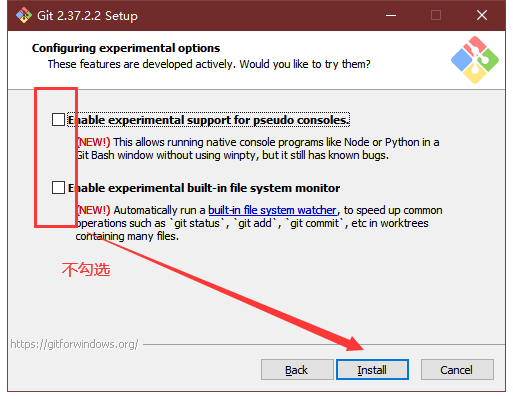 Git 2.37.2.2 Setup
Configuring experimental options
These features are developed actively. Would you like to try them?
Enable experimental support for pseudo consoles.
(NEW!) This allows running native console programs like Node or Python in a
Git Bash window without using winpty, but it still has known bugs.
Enable experimental built-in file system monitor
(NEW!) Automatically run a built-in file system watcher, to speed up common
operations such as `git status`, `git add`, `git commit`, etc in worktrees
containing many files.
不勾选
https://gitforwindows.org/
Back
Install
Cancel